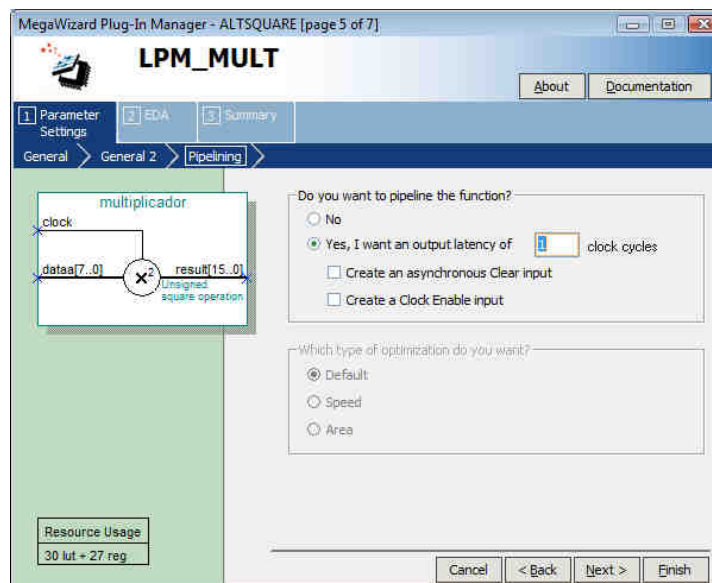 MegaWizard Plug-In Manager - ALTSQUARE [page 5 of 7]
LPM_MULT
About
Documentation
1 Parameter Settings
2 EDA
3 Summary
General
General 2
Pipelining
multiplicador
clock
dataa[7..0]
result[15..0]
×2
Unsigned
square operation
Do you want to pipeline the function?
No
Yes, I want an output latency of 1 clock cycles
Create an asynchronous Clear input
Create a Clock Enable input
Which type of optimization do you want?
Default
Speed
Area
Resource Usage
30 lut + 27 reg
Cancel
< Back
Next >
Finish